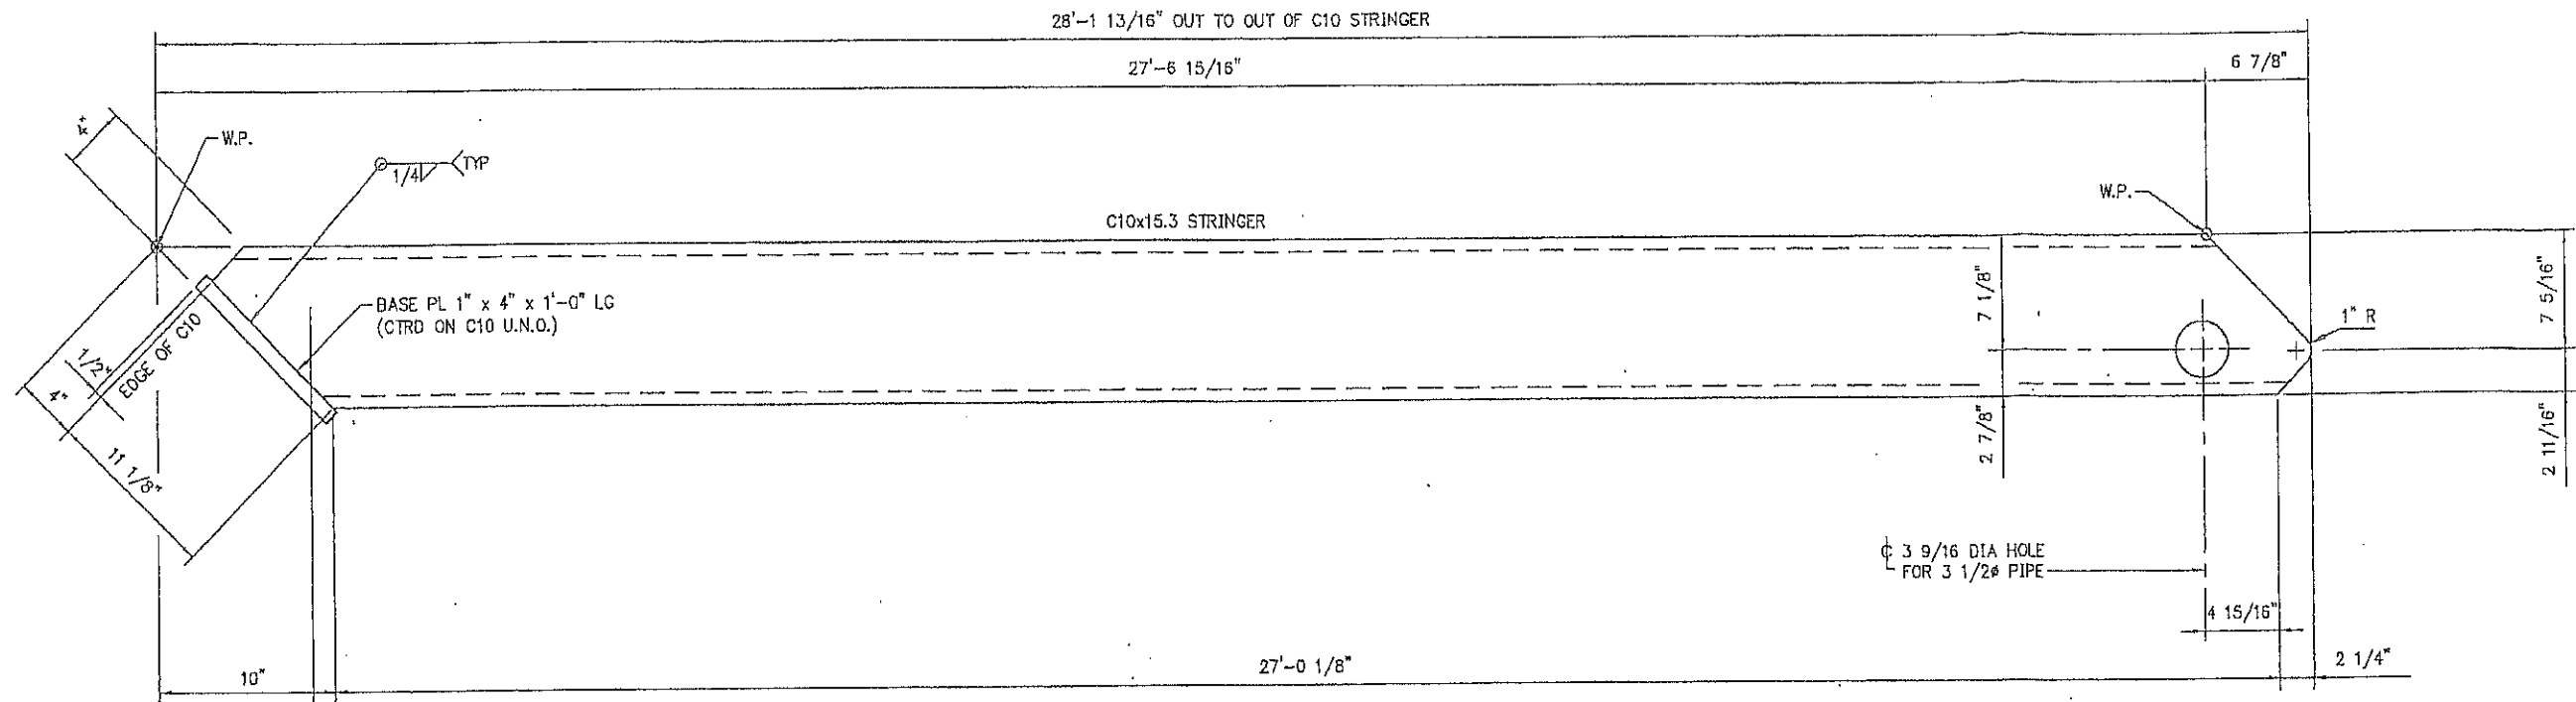 28'-1 13/16" OUT TO OUT OF C10 STRINGER
27'-6 15/16"
6 7/8"
4"
W.P.
1/4
TYP
W.P.
C10x15.3 STRINGER
BASE PL 1" x 4" x 1'-0" LG
(CTRD ON C10 U.N.O.)
7 1/8"
7 5/16"
1" R
1/2"
EDGE OF C10
4"
11 1/8"
2 7/8"
2 11/16"
3 9/16 DIA HOLE
FOR 3 1/2ø PIPE
4 15/16"
10"
27'-0 1/8"
2 1/4"